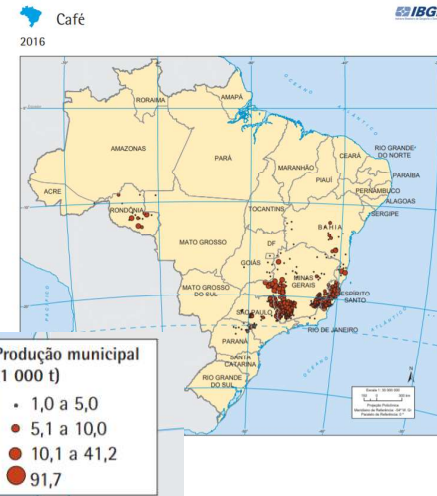 Café
IBGE
2016
RORAIMA
AMAPÁ
AMAZONAS
PARÁ
MARANHÃO
CEARÁ
RIO GRANDE
DO NORTE
PARAIBA
PIAUÍ
PERNAMBUCO
ACRE
ALAGOAS
SERGIPE
RONDÔNIA
TOCANTINS
BAHIA
MATO GROSSO
DF
GOIÁS
MINAS
GERAIS
MATO GROSSO
DO SUL
ESPÍRITO
SANTO
SÃO PAULO
RIO DE JANEIRO
PARANÁ
SANTA
CATARINA
RIO GRANDE
DO SUL
Produção municipal
(1 000 t)
1,0 a 5,0
5,1 a 10,0
10,1 a 41,2
91,7